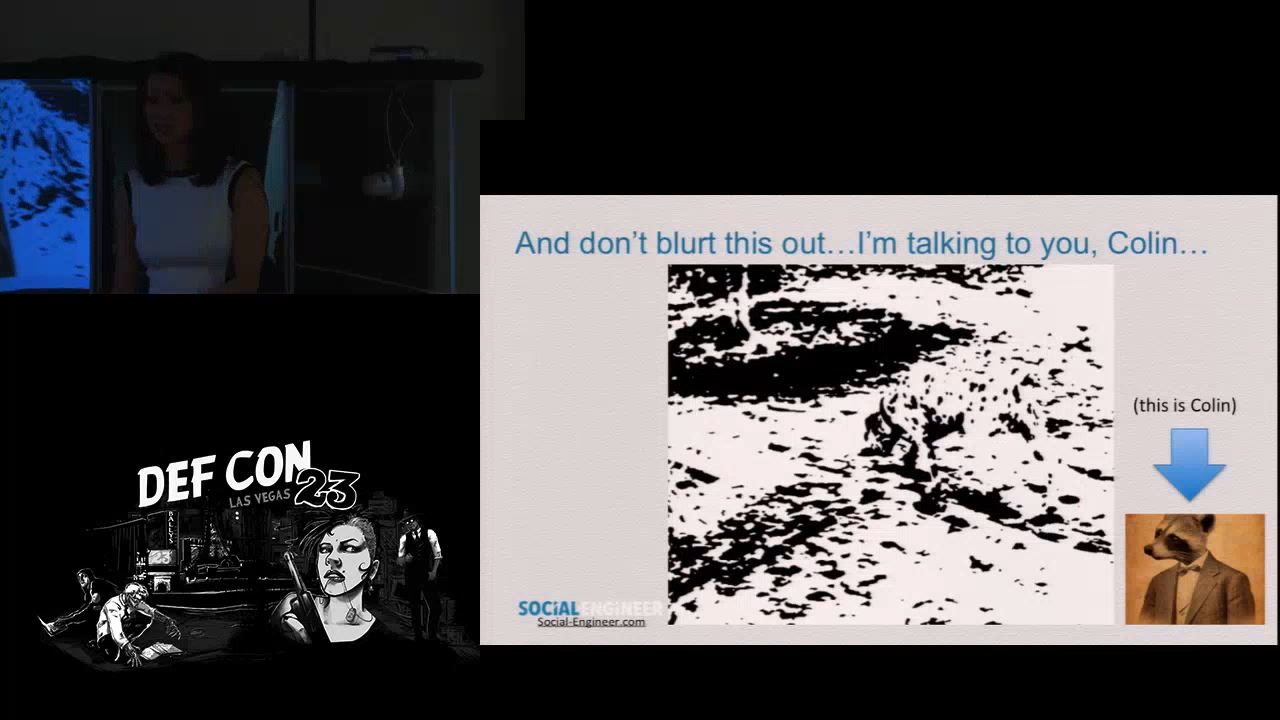 And don’t blurt this out…I’m talking to you, Colin…
(this is Colin)
SOCIAL ENGINEER
Social-Engineer.com
DEF CON
LAS VEGAS 23
BALLYS